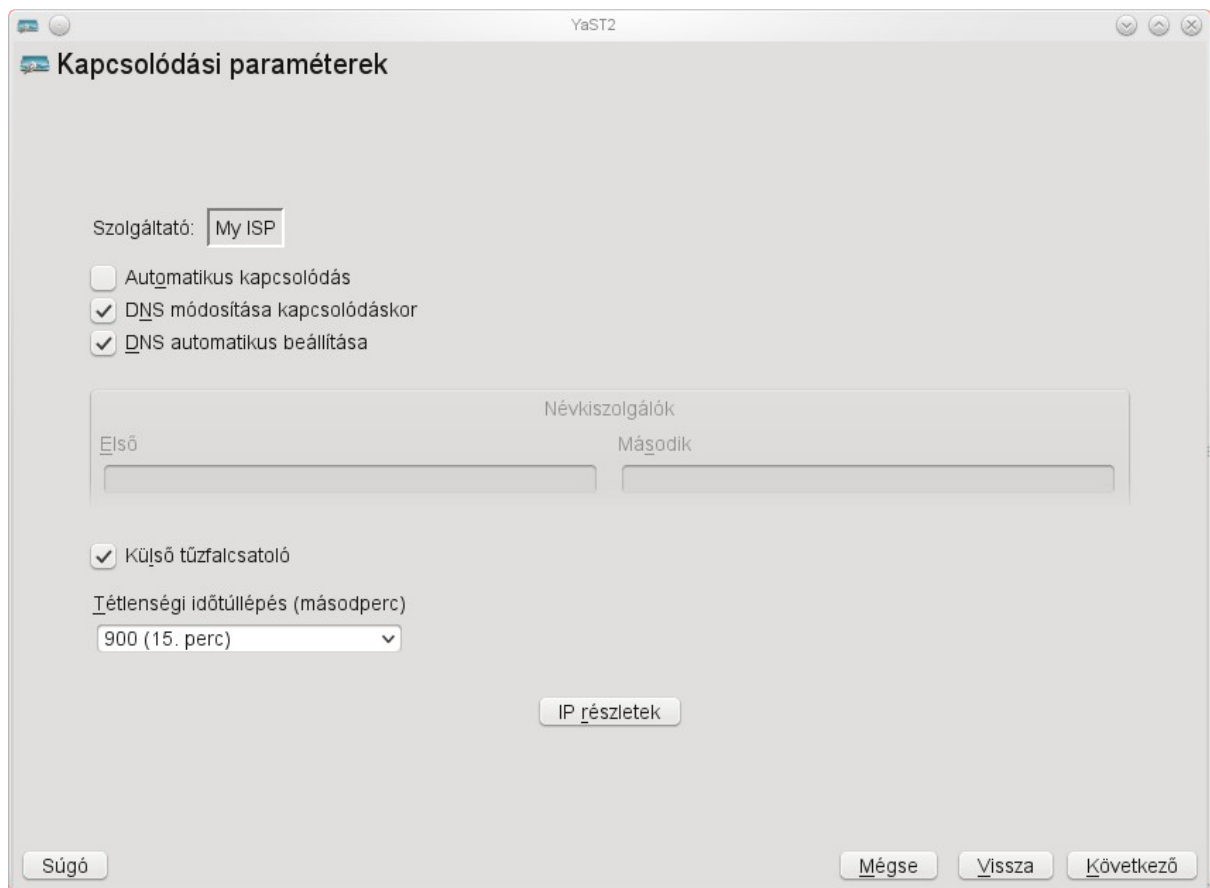 YaST2
Kapcsolódási paraméterek
Szolgáltató: My ISP
Automatikus kapcsolódás
DNS módosítása kapcsolódáskor
DNS automatikus beállítása
Névkiszolgálók
Első Második
Külső tűzfalcsatoló
Tétlenségi időtúllépés (másodperc)
900 (15. perc)
IP részletek
Súgó Mégse Vissza Következő